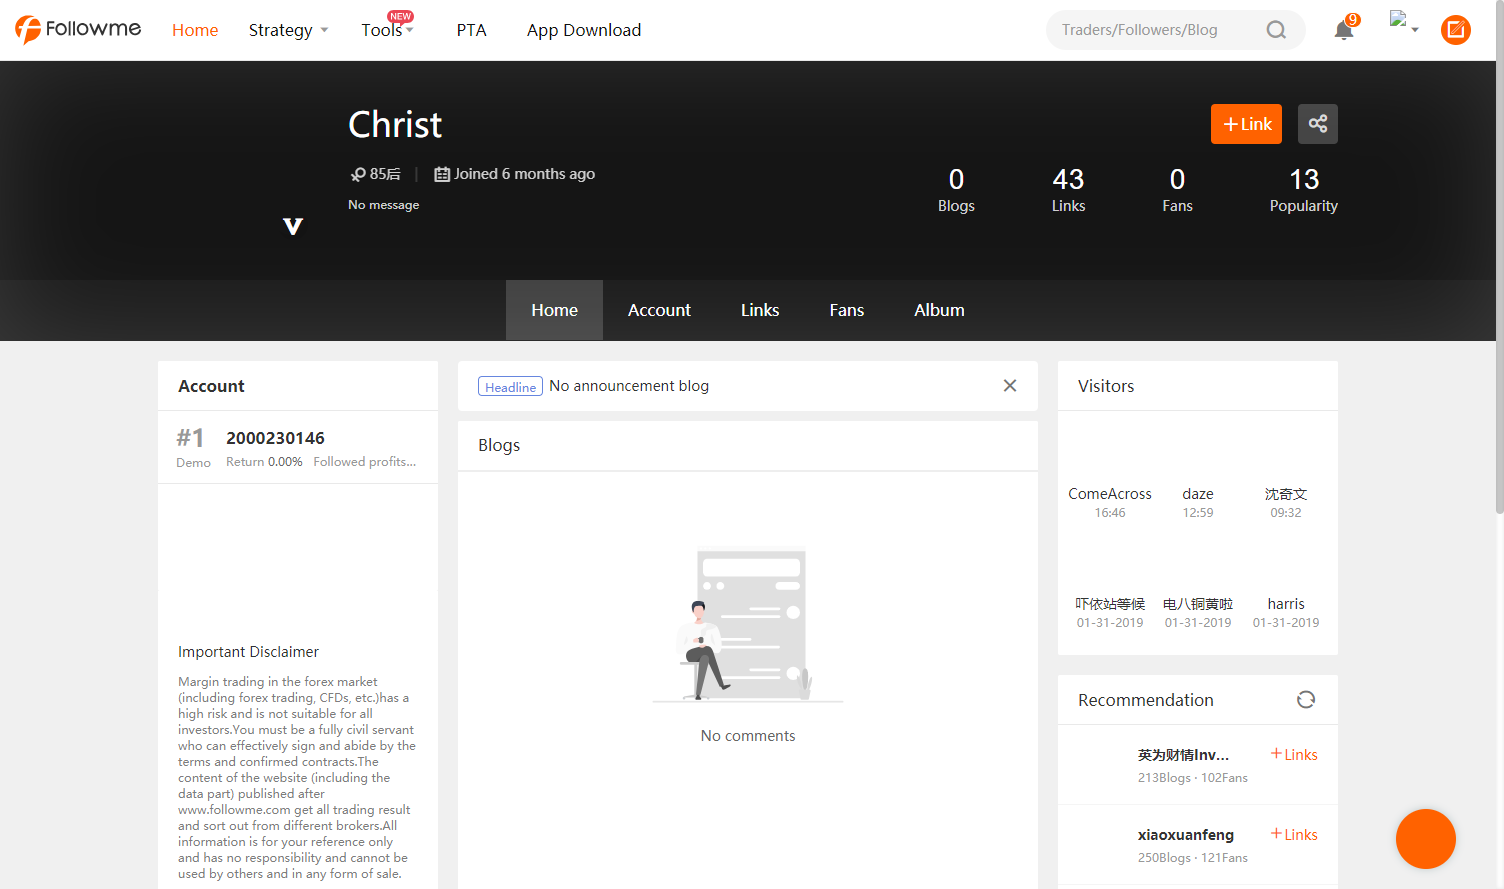 Followme
Home
Strategy
Tools
NEW
PTA
App Download
Traders/Followers/Blog
9
Christ
+Link
85后
Joined 6 months ago
No message
V
0
Blogs
43
Links
0
Fans
13
Popularity
Home
Account
Links
Fans
Album
Account
#1
Demo
2000230146
Return 0.00%
Followed profits...
Important Disclaimer
Margin trading in the forex market
(including forex trading, CFDs, etc.)has a
high risk and is not suitable for all
investors.You must be a fully civil servant
who can effectively sign and abide by the
terms and confirmed contracts.The
content of the website (including the
data part) published after
www.followme.com get all trading result
and sort out from different brokers.All
information is for your reference only
and has no responsibility and cannot be
used by others and in any form of sale.
Headline
No announcement blog
Blogs
No comments
Visitors
ComeAcross
16:46
daze
12:59
沈奇文
09:32
吓依站等候
01-31-2019
电八铜黄啦
01-31-2019
harris
01-31-2019
Recommendation
英为财情Inv...
+Links
213Blogs · 102Fans
xiaoxuanfeng
+Links
250Blogs · 121Fans